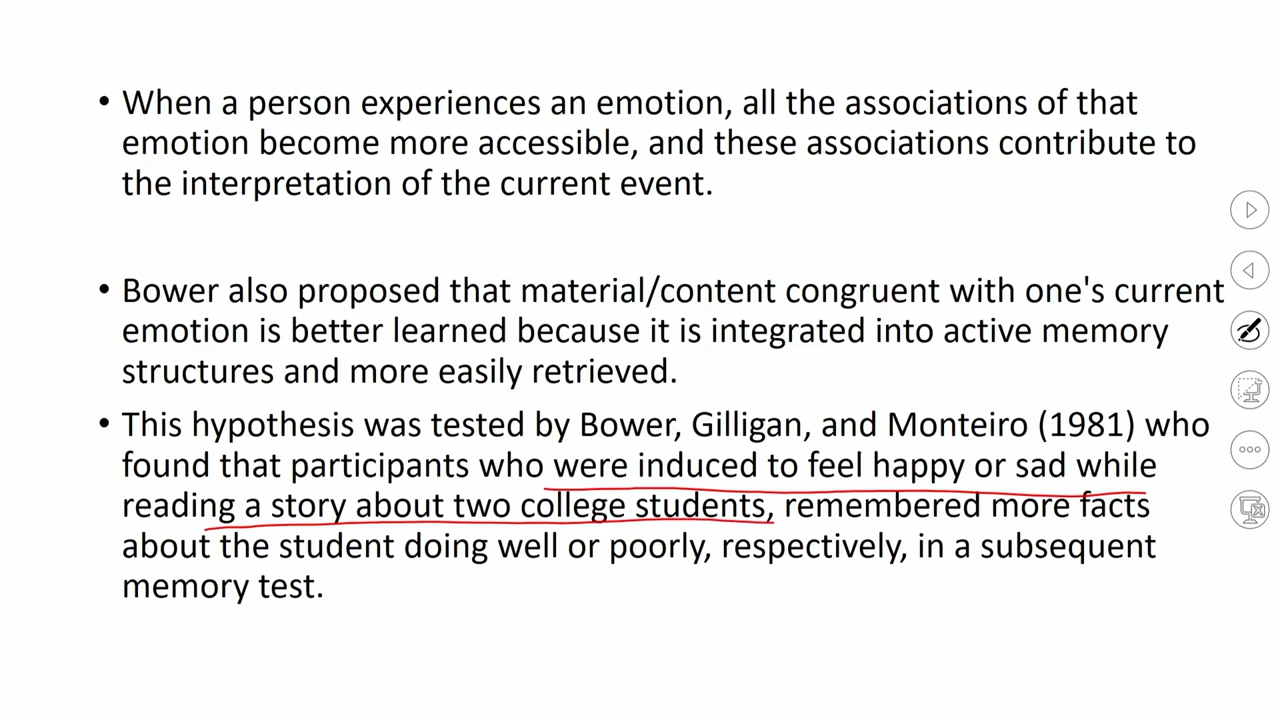 • When a person experiences an emotion, all the associations of that
emotion become more accessible, and these associations contribute to
the interpretation of the current event.
• Bower also proposed that material/content congruent with one's current
emotion is better learned because it is integrated into active memory
structures and more easily retrieved.
• This hypothesis was tested by Bower, Gilligan, and Monteiro (1981) who
found that participants who were induced to feel happy or sad while
reading a story about two college students, remembered more facts
about the student doing well or poorly, respectively, in a subsequent
memory test.